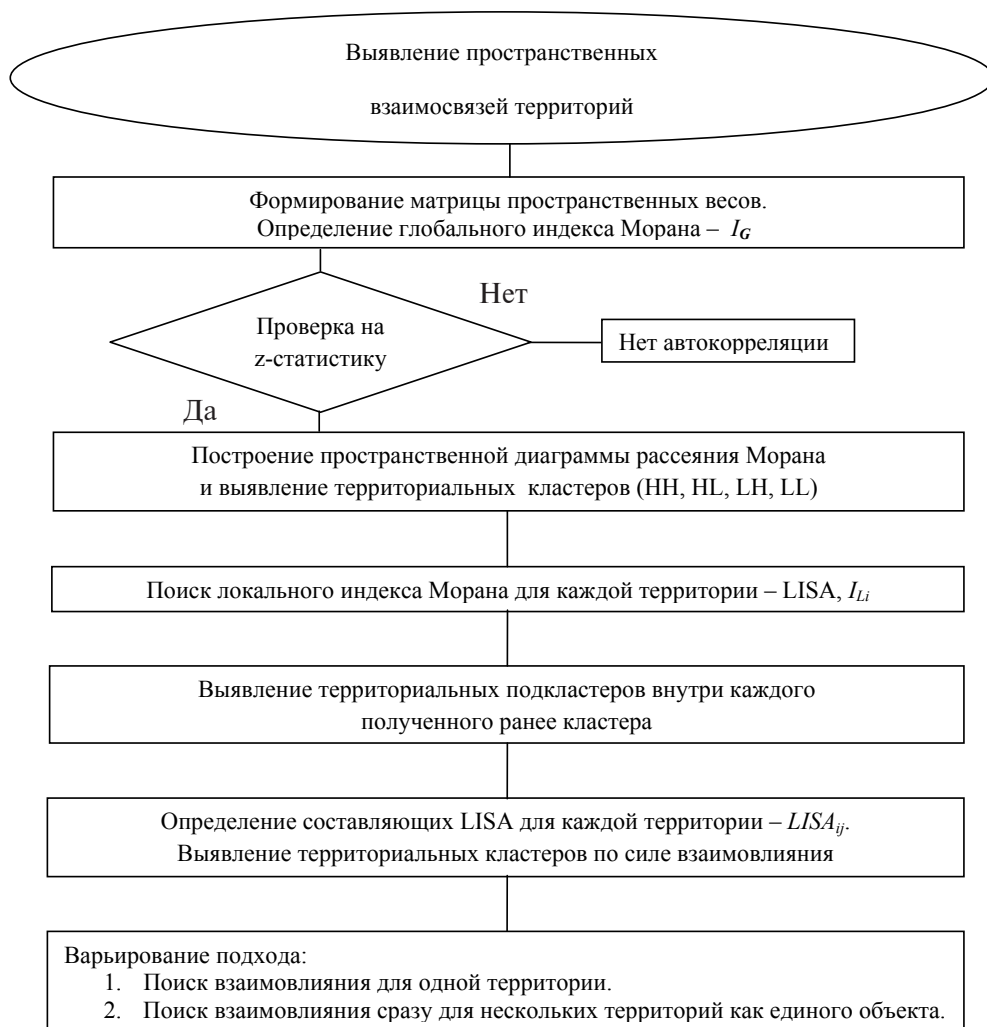 Выявление пространственных
взаимосвязей территорий
Формирование матрицы пространственных весов.
Определение глобального индекса Морана – I_G
Нет
Проверка на
z-статистику
Нет автокорреляции
Да
Построение пространственной диаграммы рассеяния Морана
и выявление территориальных кластеров (HH, HL, LH, LL)
Поиск локального индекса Морана для каждой территории – LISA, I_Li
Выявление территориальных подкластеров внутри каждого
полученного ранее кластера
Определение составляющих LISA для каждой территории – LISA_ij.
Выявление территориальных кластеров по силе взаимовлияния
Варьирование подхода:
1. Поиск взаимовлияния для одной территории.
2. Поиск взаимовлияния сразу для нескольких территорий как единого объекта.